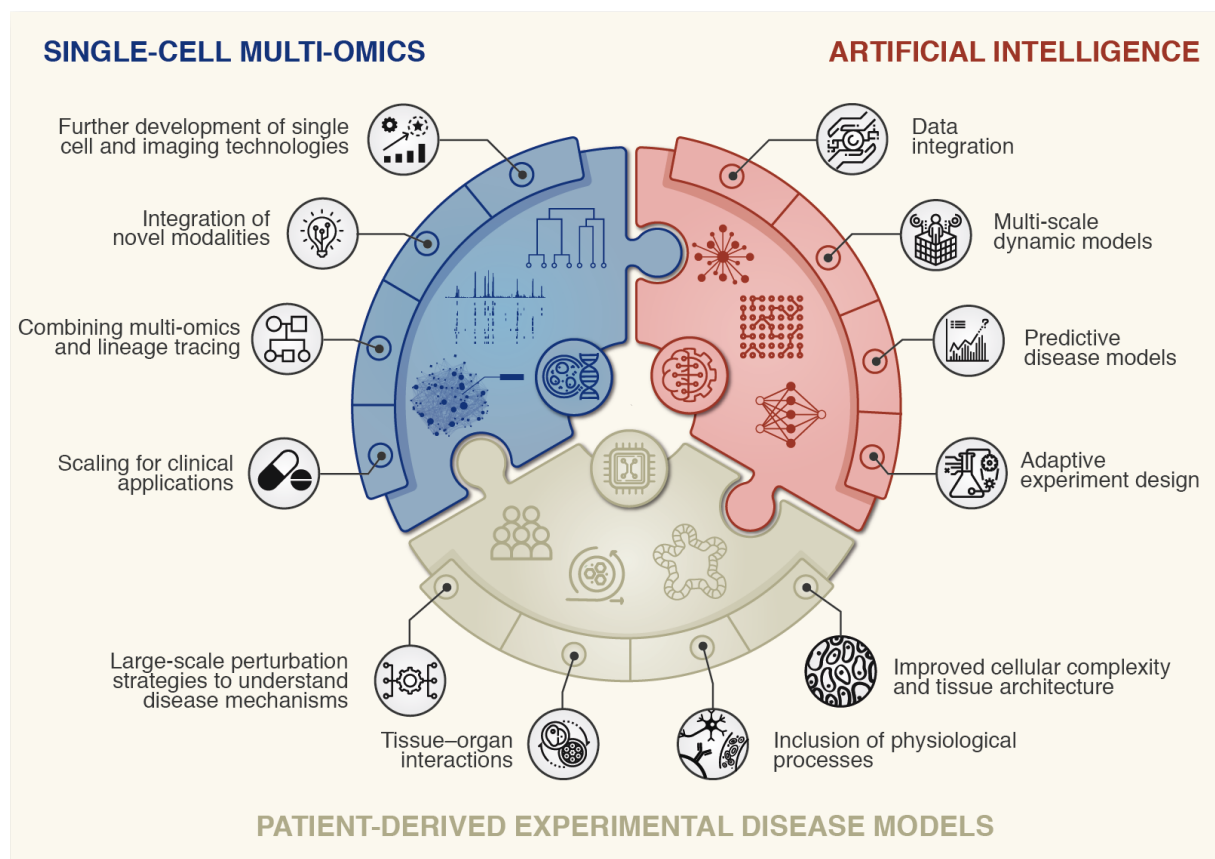 SINGLE-CELL MULTI-OMICS
ARTIFICIAL INTELLIGENCE
Further development of single
cell and imaging technologies
Integration of
novel modalities
Combining multi-omics
and lineage tracing
Scaling for clinical
applications
Data
integration
Multi-scale
dynamic models
Predictive
disease models
?
Adaptive
experiment design
Large-scale perturbation
strategies to understand
disease mechanisms
Tissue–organ
interactions
Inclusion of physiological
processes
Improved cellular complexity
and tissue architecture
PATIENT-DERIVED EXPERIMENTAL DISEASE MODELS